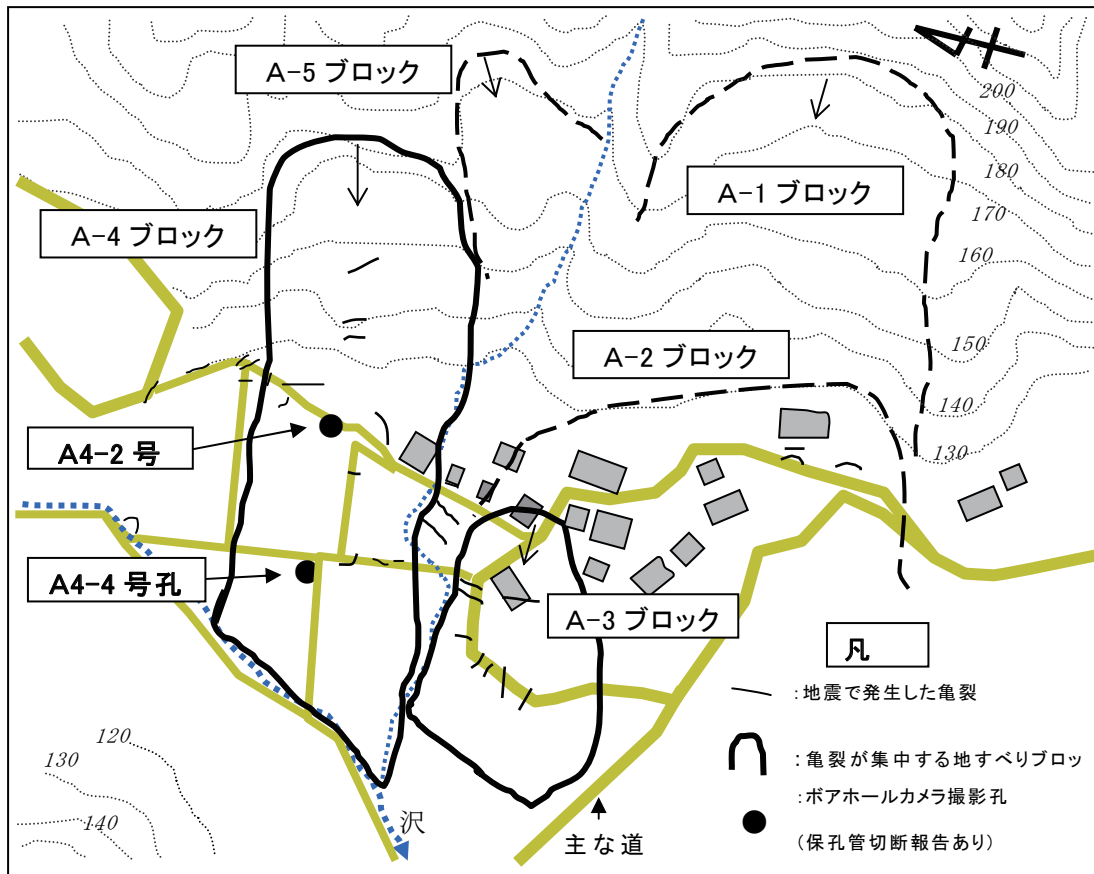 A-5 ブロック
200
190
A-1 ブロック
180
A-4 ブロック
170
160
A-2 ブロック
150
140
130
A4-2 号
A4-4 号孔
A-3 ブロック
凡
:地震で発生した亀裂
120
130
140
:亀裂が集中する地すべりブロッ
:ボアホールカメラ撮影孔
(保孔管切断報告あり)
沢
主な道